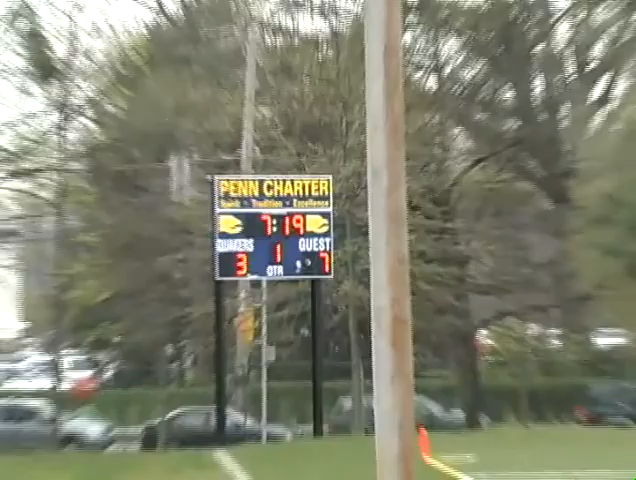 PENN CHARTER
Spirit - Tradition - Excellence
7:19
QUAKERS 1 GUEST
3 QTR 7